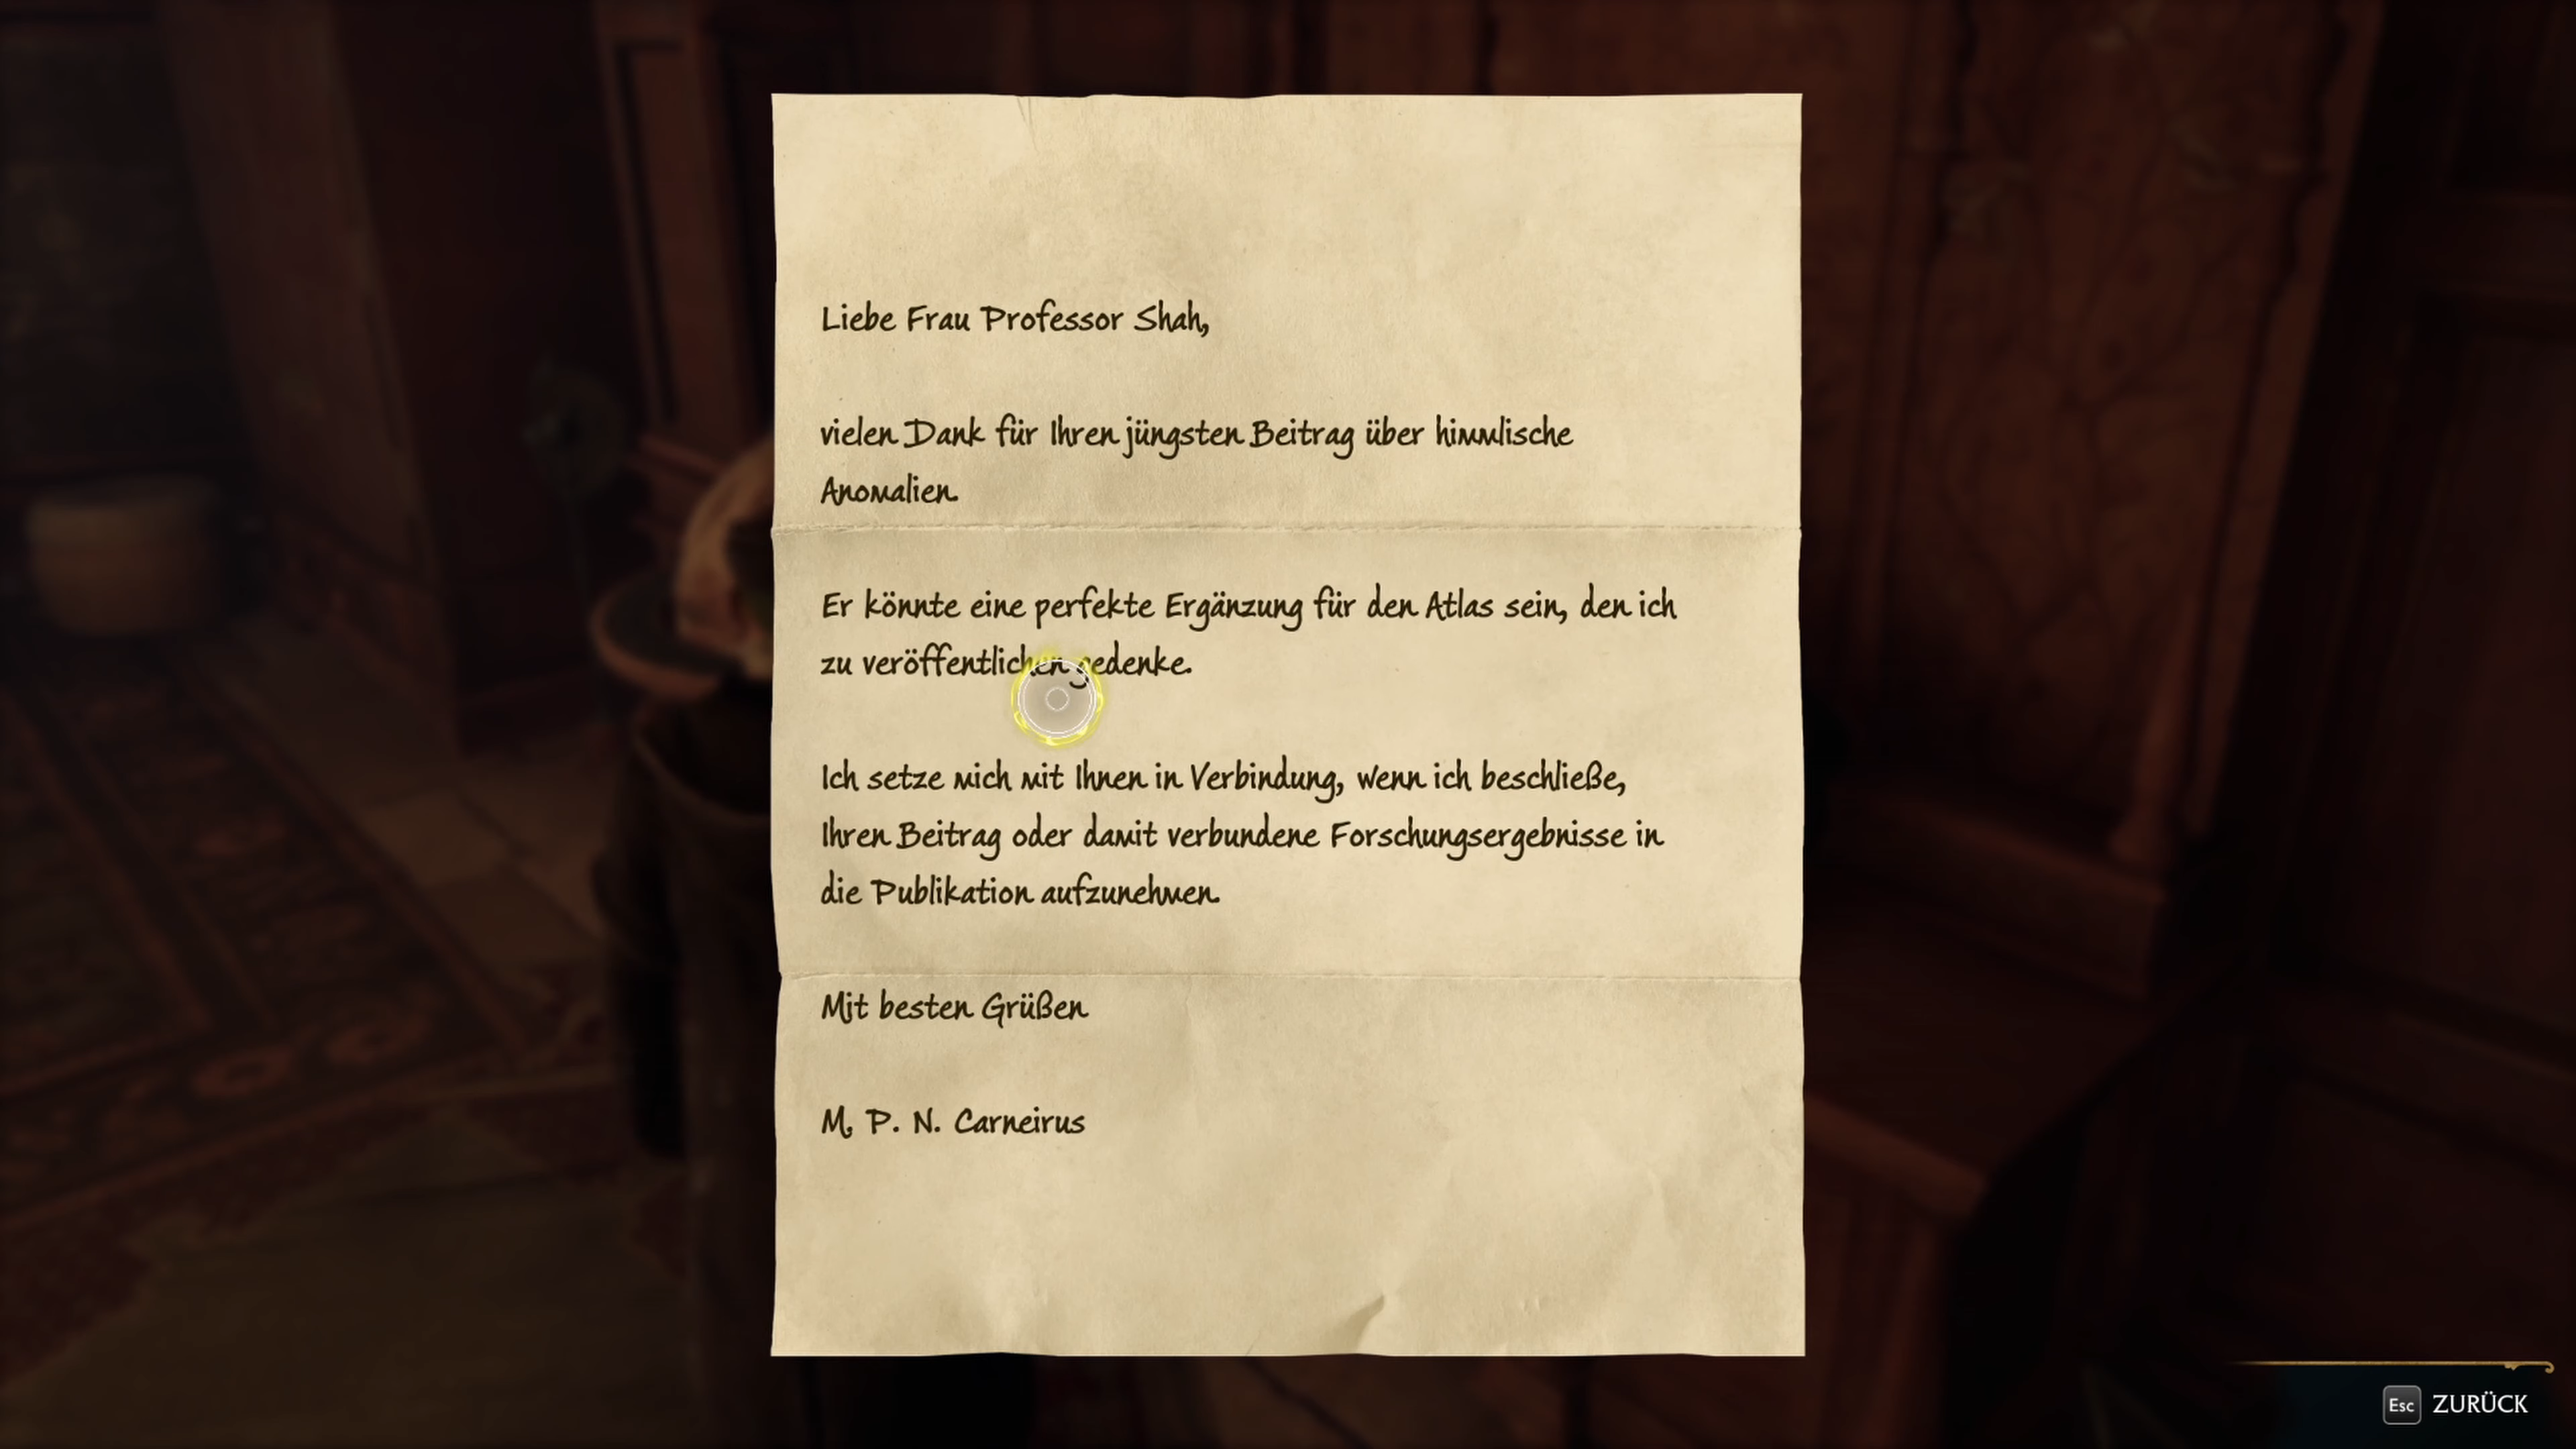 Liebe Frau Professor Shah,
vielen Dank für Ihren jüngsten Beitrag über himmlische
Anomalien.
Er könnte eine perfekte Ergänzung für den Atlas sein, den ich
zu veröffentlichen gedenke.
Ich setze mich mit Ihnen in Verbindung, wenn ich beschließe,
Ihren Beitrag oder damit verbundene Forschungsergebnisse in
die Publikation aufzunehmen.
Mit besten Grüßen
M. P. N. Carneirus
Esc ZURÜCK